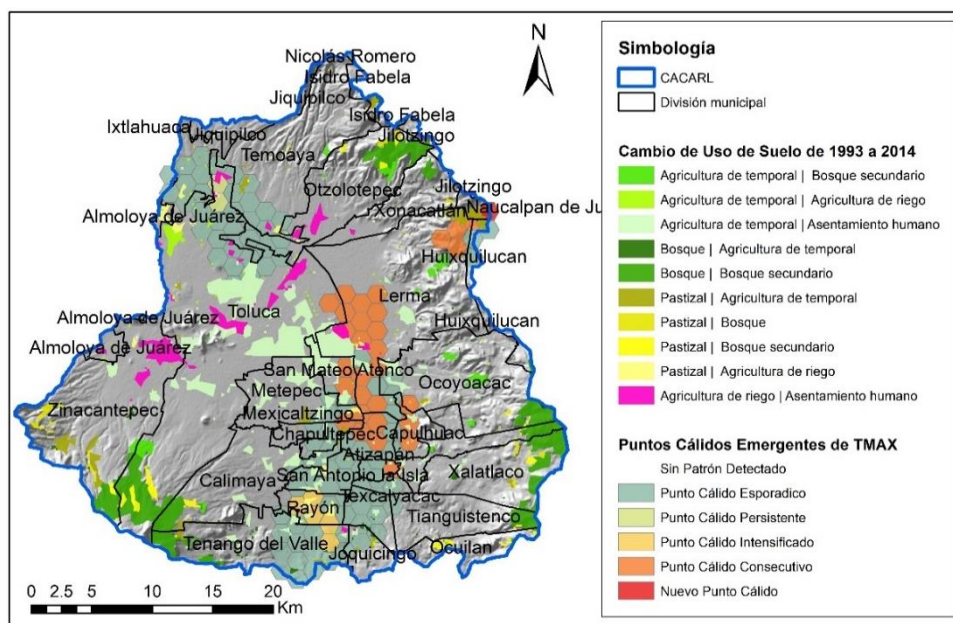 Nicolás Romero
Isidro Fabela
Jiquipilco
Isidro Fabela
Ixtlahuaca
Jiquipilco
Jilotzingo
Temoaya
Otzolotepec
Jilotzingo
Xonacatlán
Naucalpan de Ju
Almoloya de Juárez
Huixquilucan
Lerma
Toluca
Almoloya de Juárez
Huixquilucan
Almoloya de Juárez
San Mateo Atenco
Ocoyoacac
Zinacantepec
Metepec
Mexicaltzingo
Chapultepec
Capulhuac
Atizapán
Xalatlaco
Calimaya
San Antonio la Isla
Texcalyacac
Rayón
Tianguistenco
Tenango del Valle
Joquicingo
Ocuilan
N
0 2.5 5 10 15 20
Km
Simbología
CACARL
División municipal
Cambio de Uso de Suelo de 1993 a 2014
Agricultura de temporal | Bosque secundario
Agricultura de temporal | Agricultura de riego
Agricultura de temporal | Asentamiento humano
Bosque | Agricultura de temporal
Bosque | Bosque secundario
Pastizal | Agricultura de temporal
Pastizal | Bosque
Pastizal | Bosque secundario
Pastizal | Agricultura de riego
Agricultura de riego | Asentamiento humano
Puntos Cálidos Emergentes de TMAX
Sin Patrón Detectado
Punto Cálido Esporadico
Punto Cálido Persistente
Punto Cálido Intensificado
Punto Cálido Consecutivo
Nuevo Punto Cálido